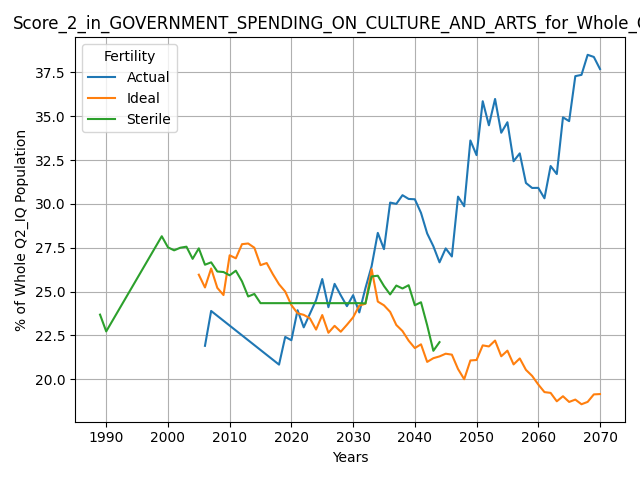 Score_2_in_GOVERNMENT_SPENDING_ON_CULTURE_AND_ARTS_for_Whole_
Fertility
Actual
Ideal
Sterile
% of Whole Q2_IQ Population
37.5
35.0
32.5
30.0
27.5
25.0
22.5
20.0
1990 2000 2010 2020 2030 2040 2050 2060 2070
Years